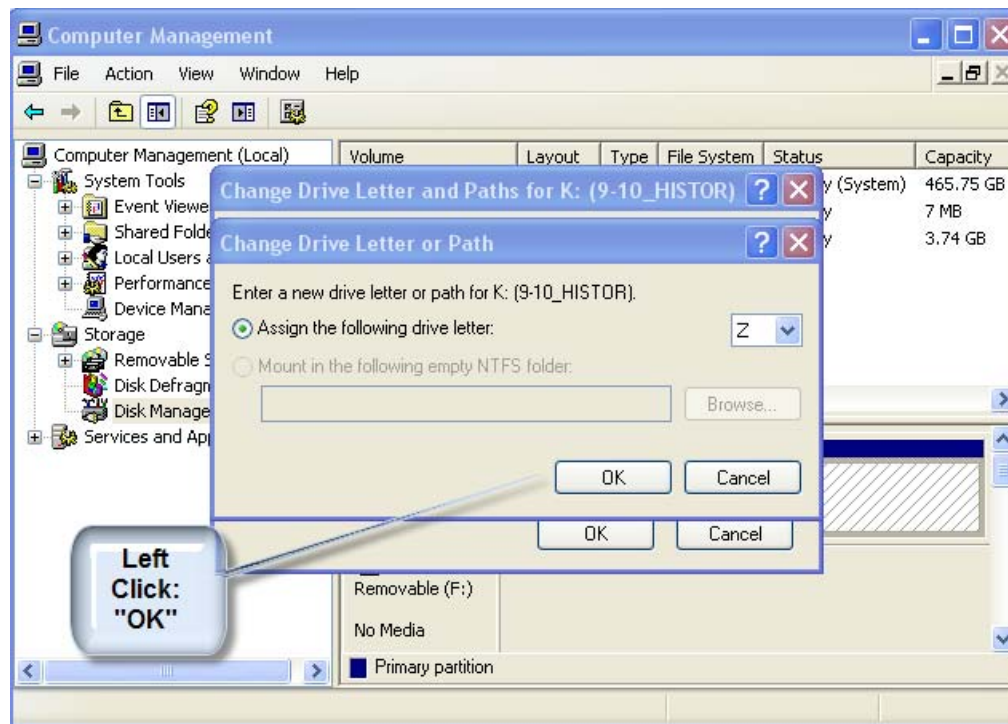 Computer Management
File Action View Window Help
Computer Management (Local)
System Tools
Event Viewe
Shared Folde
Local Users a
Performance
Device Mana
Storage
Removable S
Disk Defragm
Disk Manage
Services and App
Volume Layout Type File System Status Capacity
y (System) 465.75 GB
y 7 MB
y 3.74 GB
Change Drive Letter and Paths for K: (9-10_HISTOR)
Change Drive Letter or Path
Enter a new drive letter or path for K: (9-10_HISTOR).
Assign the following drive letter: Z
Mount in the following empty NTFS folder:
Browse...
OK Cancel
OK Cancel
Left
Click:
"OK"
Removable (F:)
No Media
Primary partition